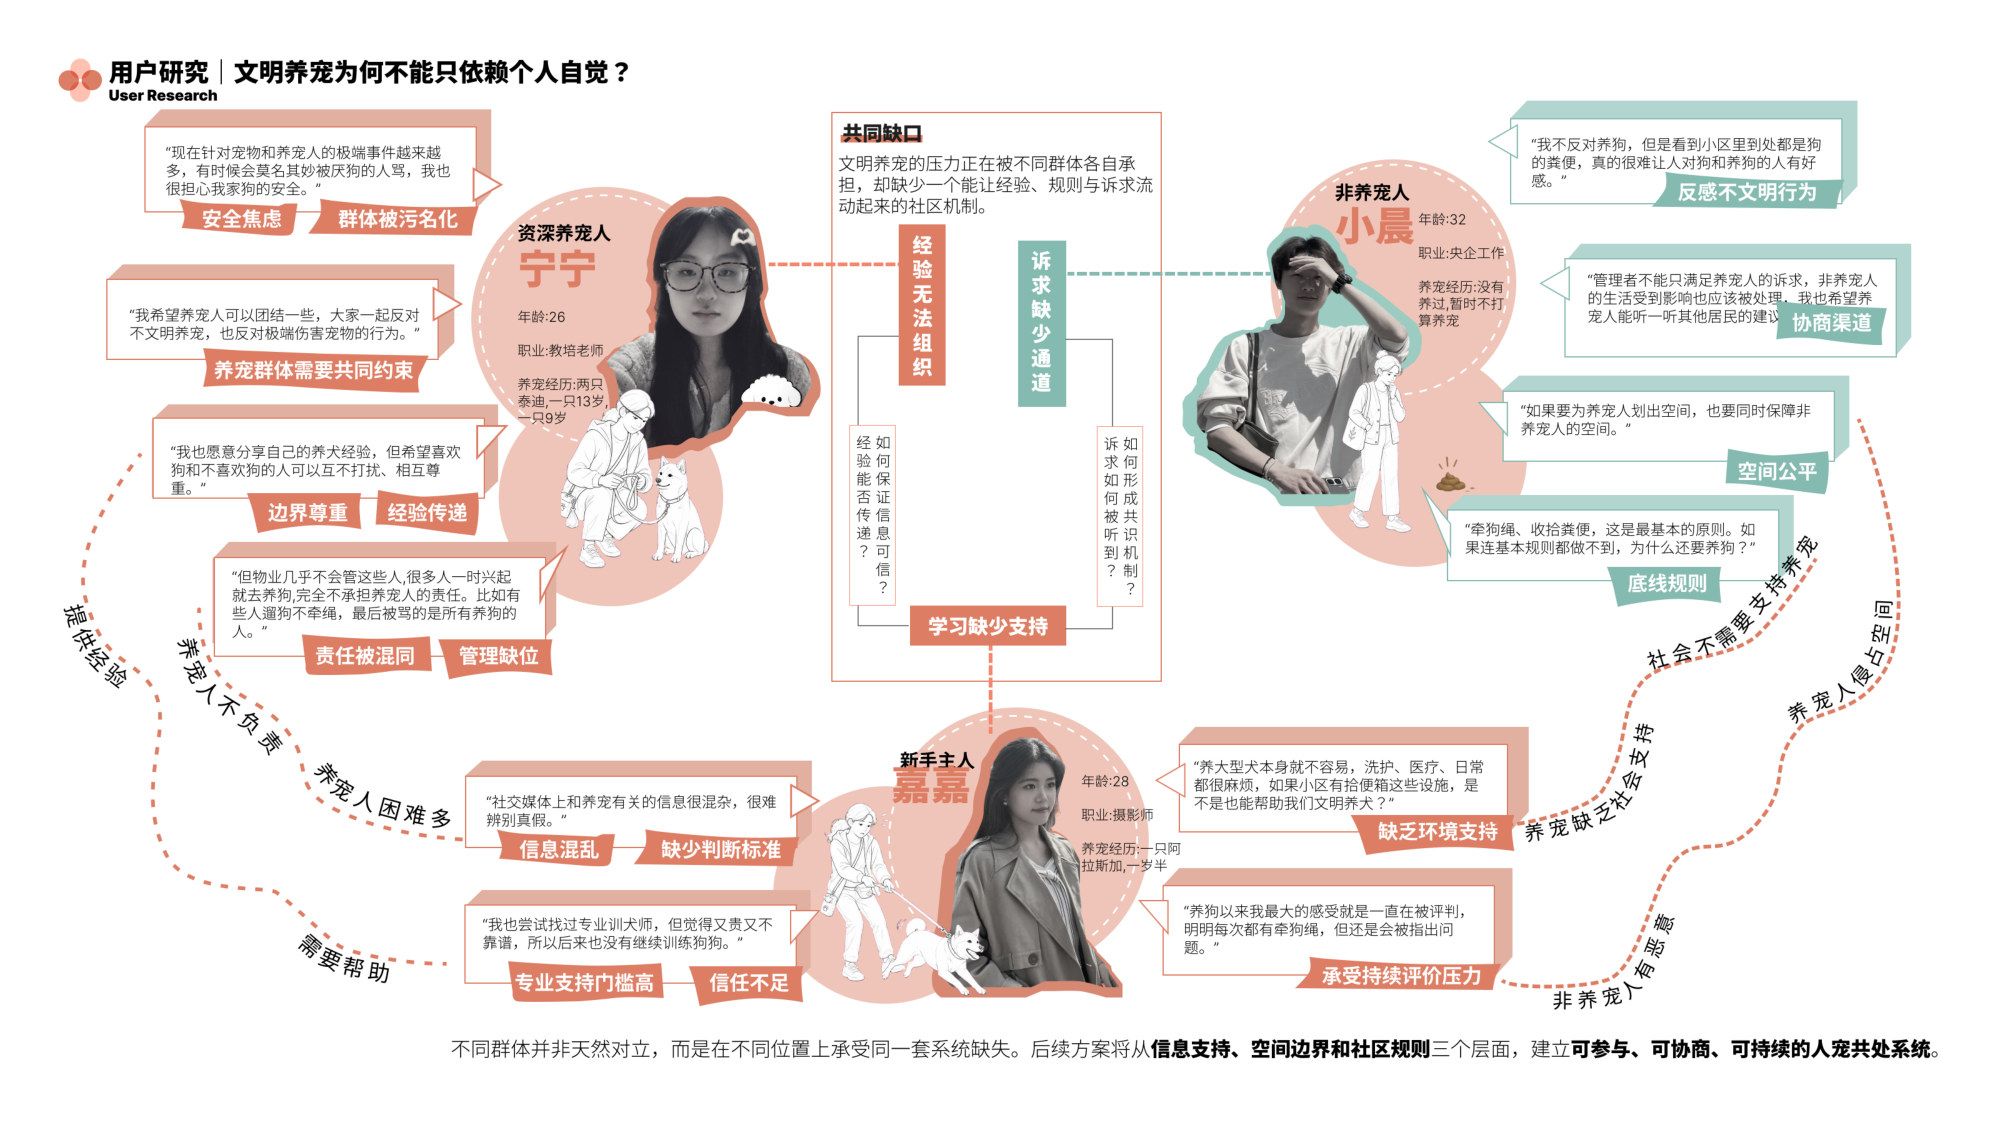 用户研究｜文明养宠为何不能只依赖个人自觉？
User Research
“现在针对宠物和养宠人的极端事件越来越
多，有时候会莫名其妙被厌狗的人骂，我也
很担心我家狗的安全。”
安全焦虑
群体被污名化
“我希望养宠人可以团结一些，大家一起反对
不文明养宠，也反对极端伤害宠物的行为。”
养宠群体需要共同约束
“我也愿意分享自己的养犬经验，但希望喜欢
狗和不喜欢狗的人可以互不打扰、相互尊
重。”
边界尊重
经验传递
“但物业几乎不会管这些人,很多人一时兴起
就去养狗,完全不承担养宠人的责任。比如有
些人遛狗不牵绳，最后被骂的是所有养狗的
人。”
责任被混同
管理缺位
资深养宠人
宁宁
年龄:26
职业:教培老师
养宠经历:两只
泰迪,一只13岁,
一只9岁
共同缺口
文明养宠的压力正在被不同群体各自承
担，却缺少一个能让经验、规则与诉求流
动起来的社区机制。
经验无法组织
诉求缺少通道
如何保证信息可信？
经验能否传递？
如何形成共识机制？
诉求如何被听到？
学习缺少支持
非养宠人
小晨
年龄:32
职业:央企工作
养宠经历:没有
养过,暂时不打
算养宠
“我不反对养狗，但是看到小区里到处都是狗
的粪便，真的很难让人对狗和养狗的人有好
感。”
反感不文明行为
“管理者不能只满足养宠人的诉求，非养宠人
的生活受到影响也应该被处理，我也希望养
宠人能听一听其他居民的建议
协商渠道
“如果要为养宠人划出空间，也要同时保障非
养宠人的空间。”
空间公平
“牵狗绳、收拾粪便，这是最基本的原则。如
果连基本规则都做不到，为什么还要养狗？”
底线规则
提供经验
需要帮助
养宠人不负责
养宠人困难多
社会不需要支持养宠
养宠缺乏社会支持
养宠人侵占空间
非养宠人有恶意
新手主人
嘉嘉
年龄:28
职业:摄影师
养宠经历:一只阿
拉斯加,一岁半
“社交媒体上和养宠有关的信息很混杂，很难
辨别真假。”
信息混乱
缺少判断标准
“我也尝试找过专业训犬师，但觉得又贵又不
靠谱，所以后来也没有继续训练狗狗。”
专业支持门槛高
信任不足
“养大型犬本身就不容易，洗护、医疗、日常
都很麻烦，如果小区有拾便箱这些设施，是
不是也能帮助我们文明养犬？”
缺乏环境支持
“养狗以来我最大的感受就是一直在被评判，
明明每次都有牵狗绳，但还是会被指出问
题。”
承受持续评价压力
不同群体并非天然对立，而是在不同位置上承受同一套系统缺失。后续方案将从信息支持、空间边界和社区规则三个层面，建立可参与、可协商、可持续的人宠共处系统。